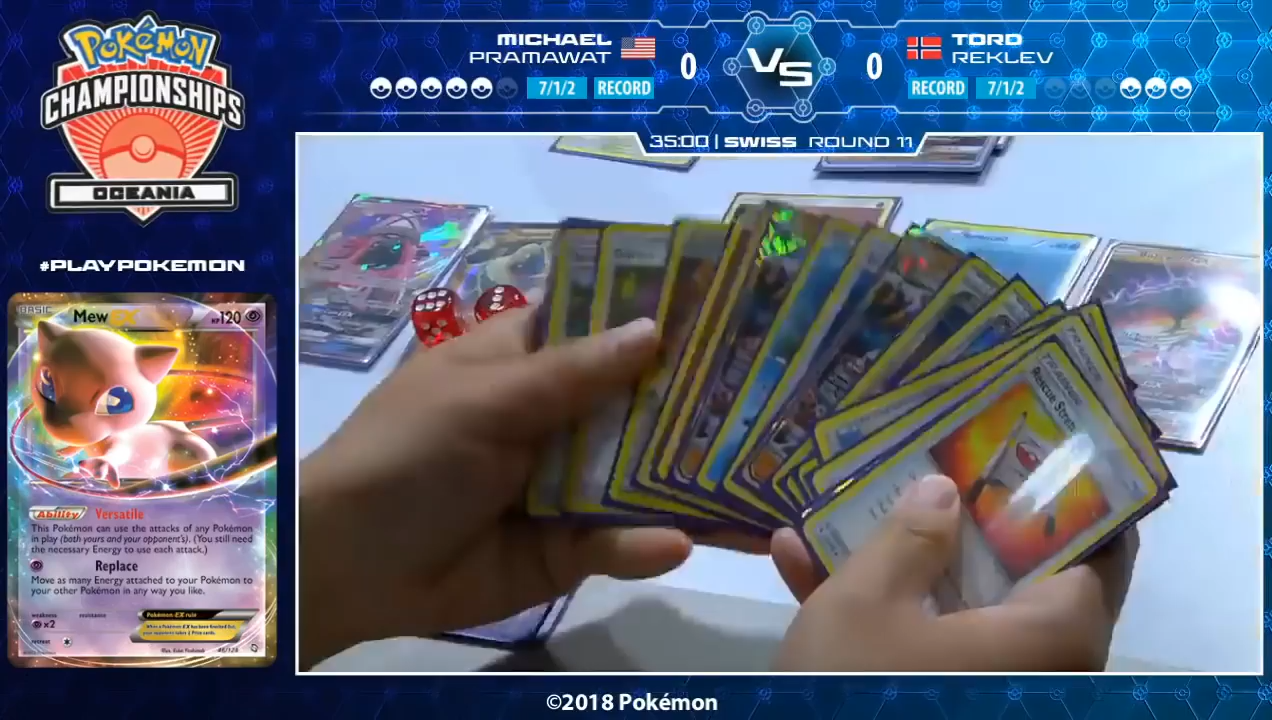 Pokémon
CHAMPIONSHIPS
OCEANIA
#PLAYPOKEMON
MICHAEL
PRAMAWAT
0
7/1/2
RECORD
VS
0
TORD
REKLEV
RECORD
7/1/2
35:00 | SWISS ROUND 11
BASIC
Mew EX
HP120
Ability Versatile
This Pokémon can use the attacks of any Pokémon
in play (both yours and your opponent's). (You still need
the necessary Energy to use each attack.)
Replace
Move as many Energy attached to your Pokémon to
your other Pokémon in any way you like.
weakness
resistance
×2
retreat
Pokémon-EX rule
46/124
TRAINER
Rescue Stretcher
©2018 Pokémon